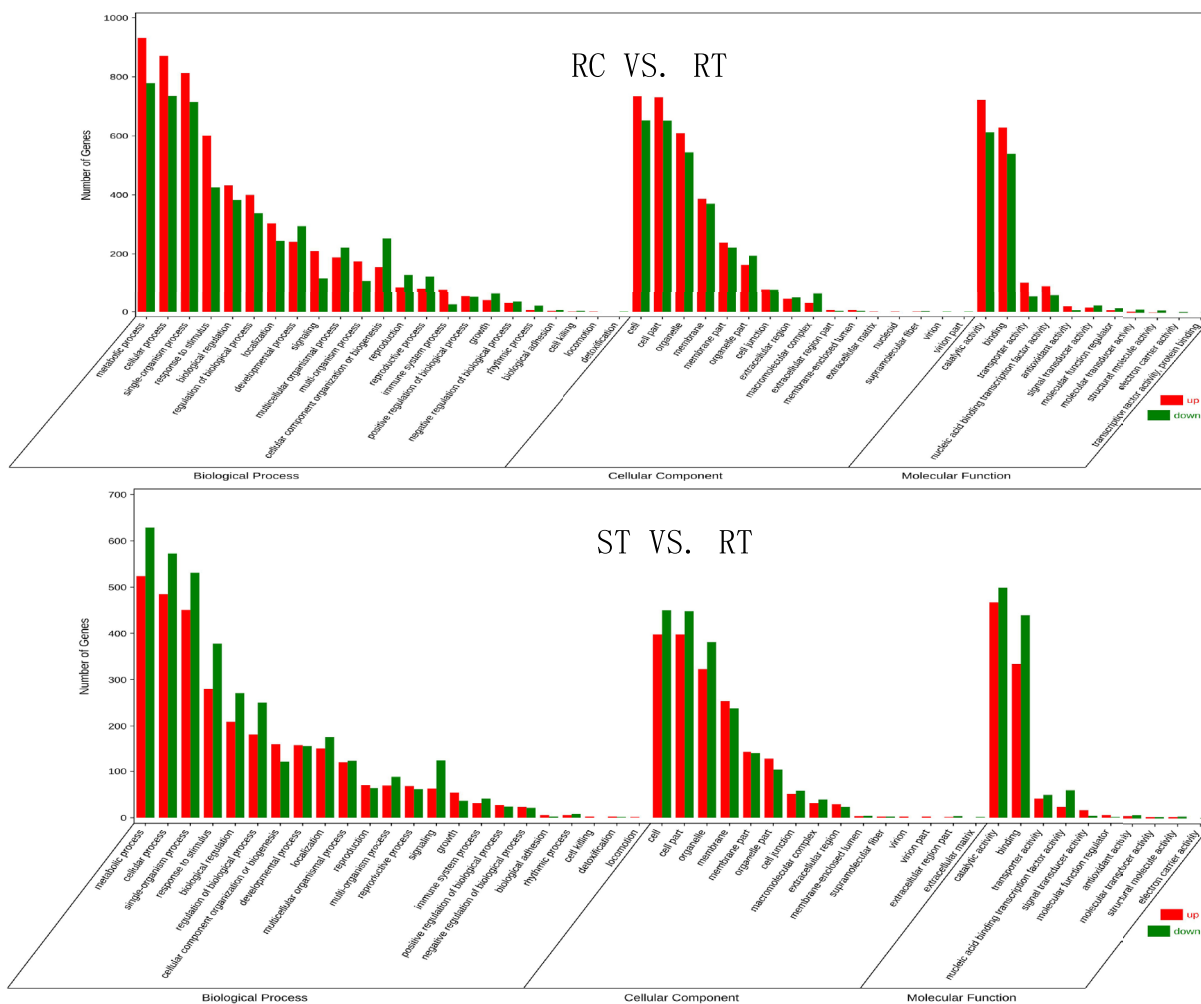 RC VS. RT
Number of Genes
1000
800
600
400
200
0
metabolic process
cellular process
single-organism process
response to stimulus
biological regulation
regulation of biological process
localization
developmental process
signaling
multicellular organismal process
multi-organism process
cellular component organization or biogenesis
reproduction
reproductive process
immune system process
positive regulation of biological process
growth
negative regulation of biological process
rhythmic process
biological adhesion
cell killing
locomotion
detoxification
cell
cell part
organelle
membrane
membrane part
organelle part
cell junction
extracellular region
macromolecular complex
extracellular region part
membrane-enclosed lumen
extracellular matrix
nucleoid
supramolecular fiber
virion
virion part
catalytic activity
binding
transporter activity
nucleic acid binding transcription factor activity
antioxidant activity
signal transducer activity
molecular function regulator
molecular transducer activity
structural molecule activity
electron carrier activity
transcription factor activity, protein binding
up
down
Biological Process
Cellular Component
Molecular Function
ST VS. RT
Number of Genes
700
600
500
400
300
200
100
0
metabolic process
cellular process
single-organism process
response to stimulus
biological regulation
regulation of biological process
cellular component organization or biogenesis
developmental process
localization
multicellular organismal process
reproduction
multi-organism process
reproductive process
signaling
growth
immune system process
positive regulation of biological process
negative regulation of biological process
biological adhesion
rhythmic process
cell killing
detoxification
locomotion
cell
cell part
organelle
membrane
membrane part
organelle part
cell junction
macromolecular complex
extracellular region
membrane-enclosed lumen
supramolecular fiber
virion
virion part
extracellular region part
extracellular matrix
catalytic activity
binding
transporter activity
nucleic acid binding transcription factor activity
signal transducer activity
molecular function regulator
antioxidant activity
molecular transducer activity
structural molecule activity
electron carrier activity
up
down
Biological Process
Cellular Component
Molecular Function